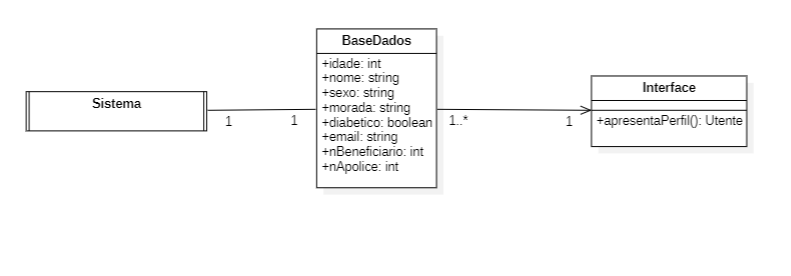 Sistema
1
1
BaseDados
+idade: int
+nome: string
+sexo: string
+morada: string
+diabetico: boolean
+email: string
+nBeneficiario: int
+nApolice: int
1..*
1
Interface
+apresentaPerfil(): Utente